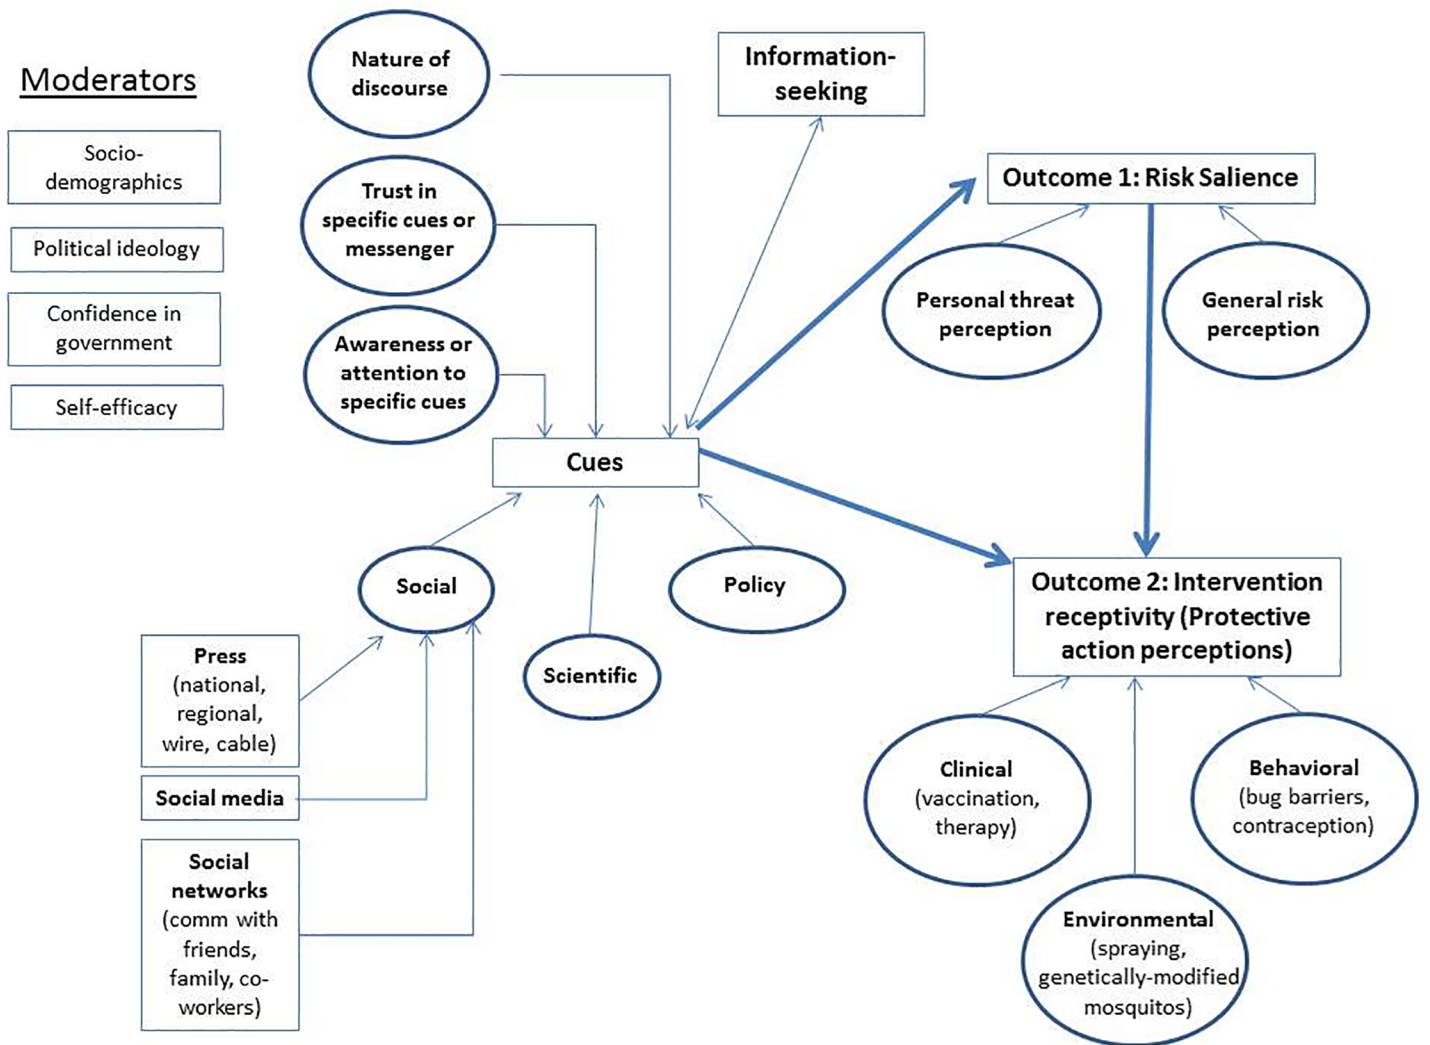 Moderators
Socio-
demographics
Political ideology
Confidence in
government
Self-efficacy
Nature of
discourse
Trust in
specific cues or
messenger
Awareness or
attention to
specific cues
Information-
seeking
Outcome 1: Risk Salience
Personal threat
perception
General risk
perception
Cues
Social
Scientific
Policy
Press
(national,
regional,
wire, cable)
Social media
Social
networks
(comm with
friends,
family, co-
workers)
Outcome 2: Intervention
receptivity (Protective
action perceptions)
Clinical
(vaccination,
therapy)
Environmental
(spraying,
genetically-modified
mosquitos)
Behavioral
(bug barriers,
contraception)